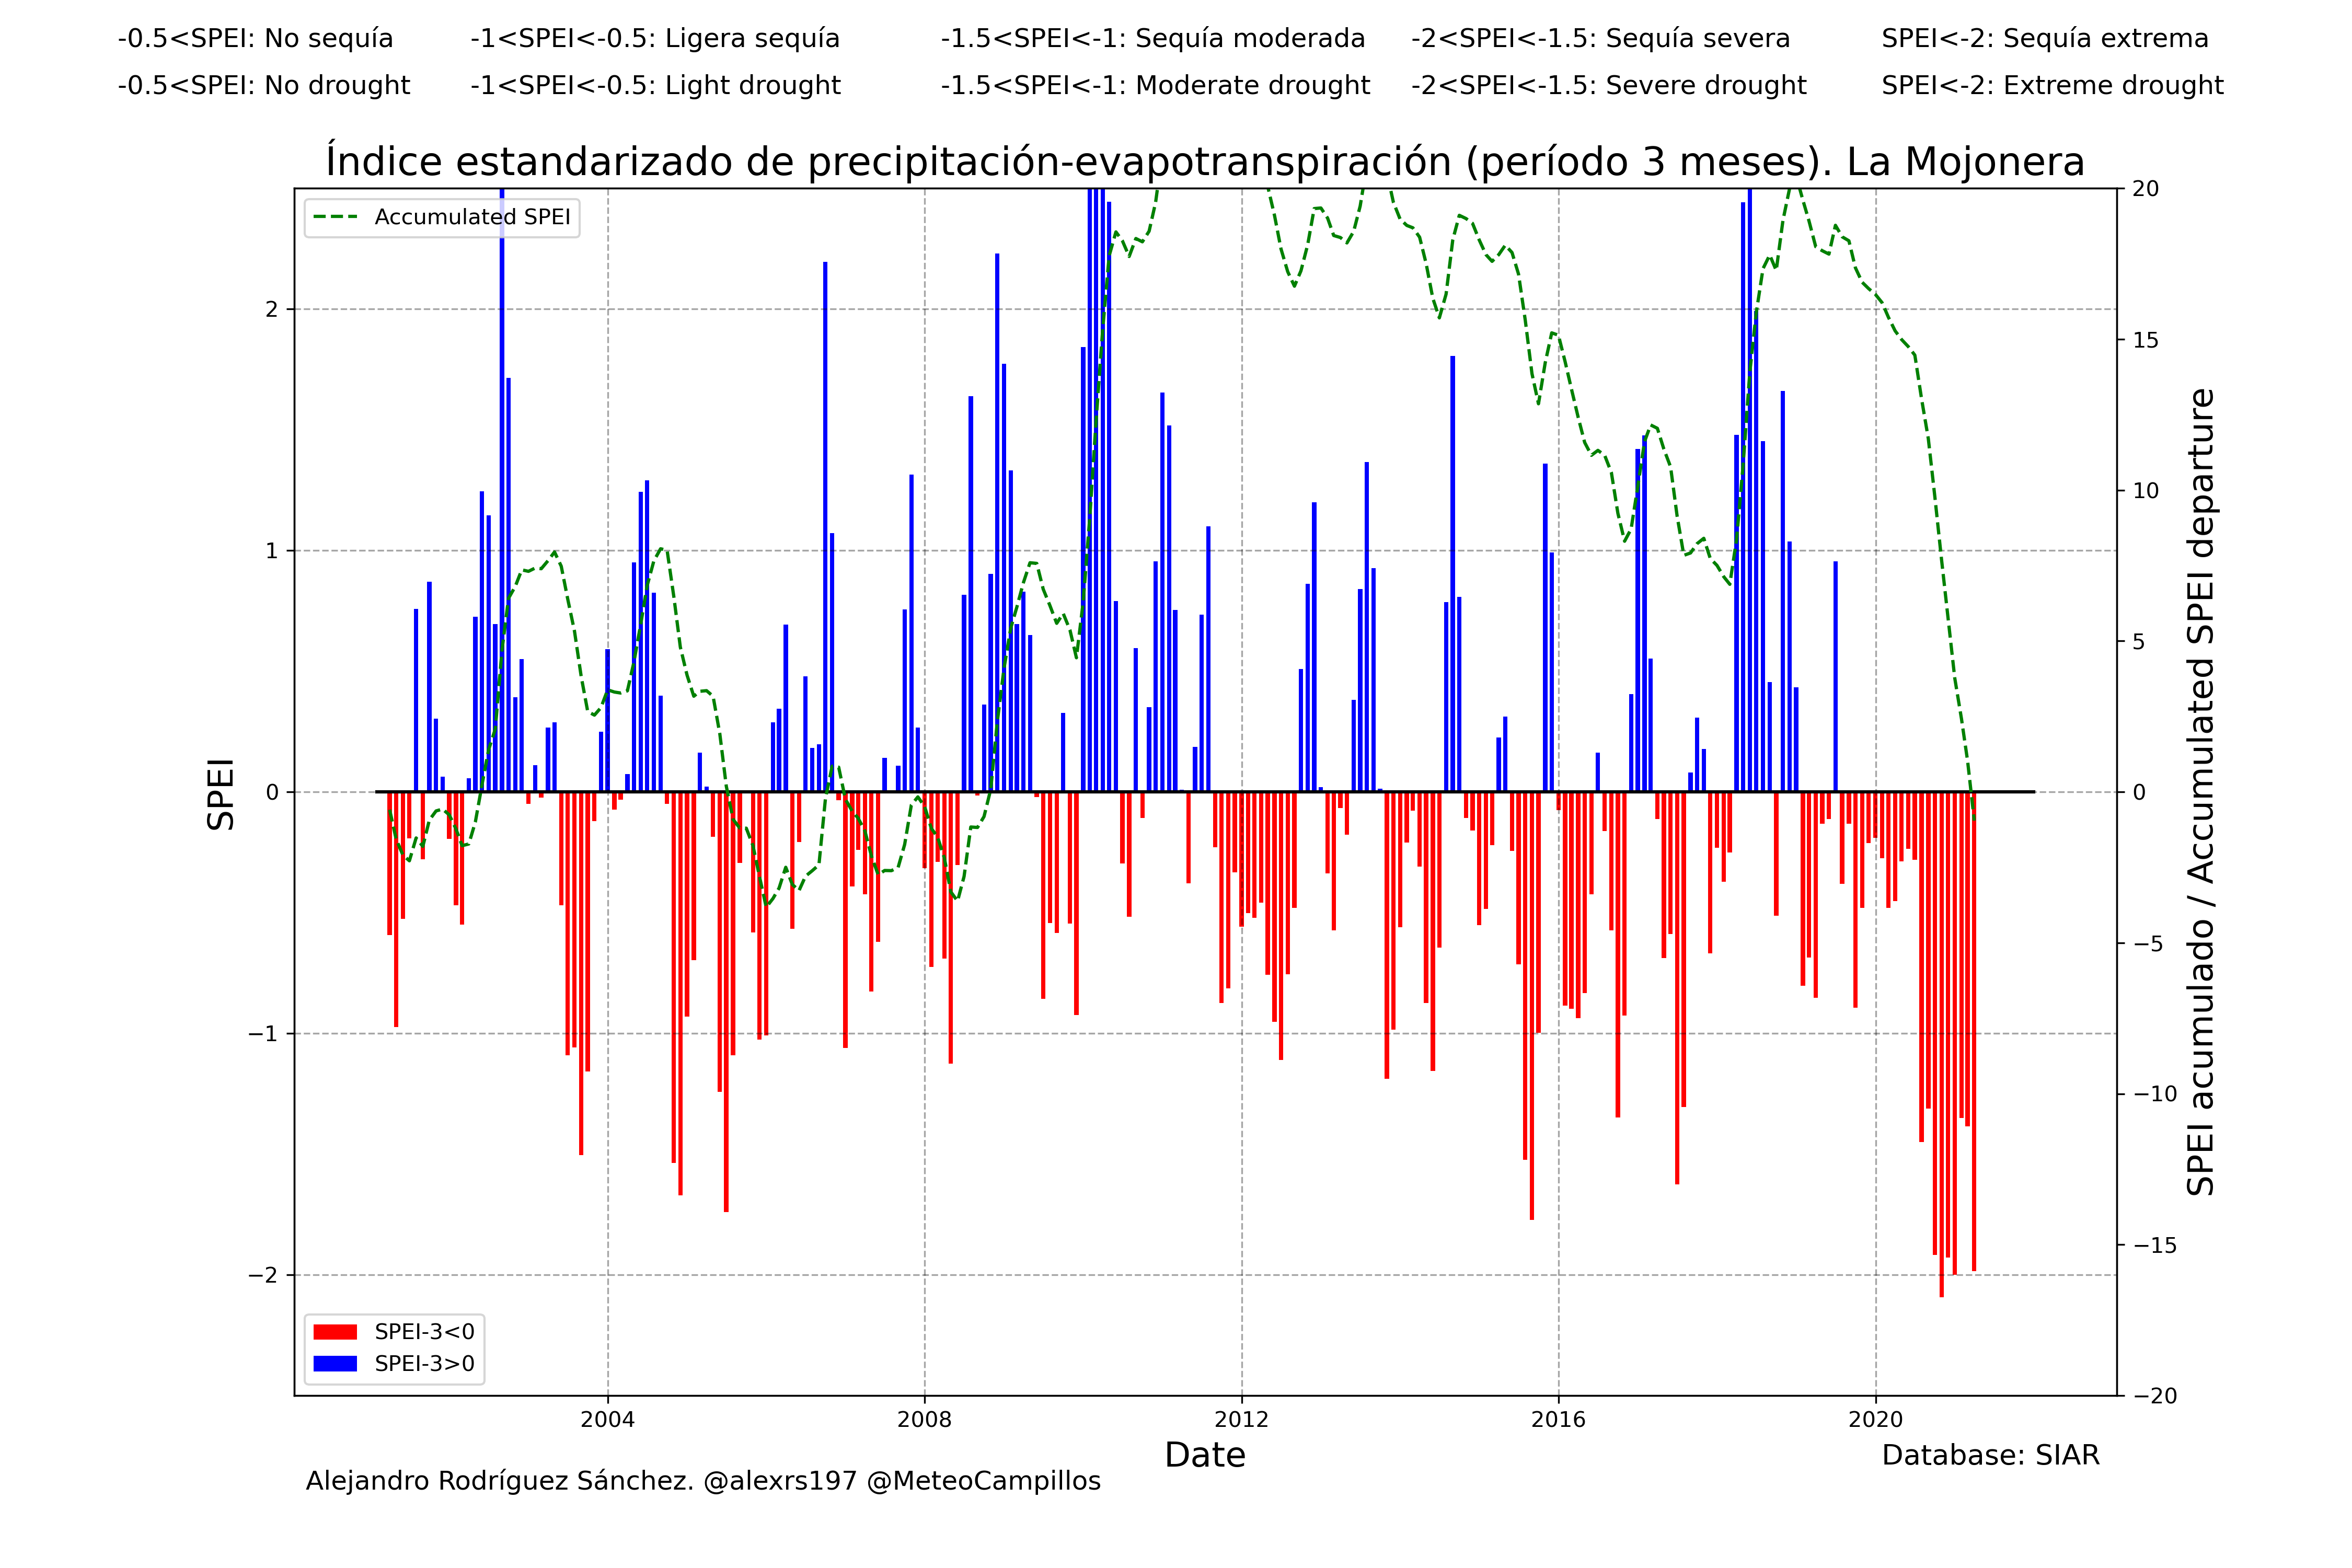 -0.5<SPEI: No sequía -1<SPEI<-0.5: Ligera sequía -1.5<SPEI<-1: Sequía moderada -2<SPEI<-1.5: Sequía severa SPEI<-2: Sequía extrema
-0.5<SPEI: No drought -1<SPEI<-0.5: Light drought -1.5<SPEI<-1: Moderate drought -2<SPEI<-1.5: Severe drought SPEI<-2: Extreme drought
Índice estandarizado de precipitación-evapotranspiración (período 3 meses). La Mojonera
Accumulated SPEI
2
1
0
−1
−2
SPEI
20
15
10
5
0
−5
−10
−15
−20
SPEI acumulado / Accumulated SPEI departure
SPEI-3<0
SPEI-3>0
2004 2008 2012 2016 2020
Date
Database: SIAR
Alejandro Rodríguez Sánchez. @alexrs197 @MeteoCampillos